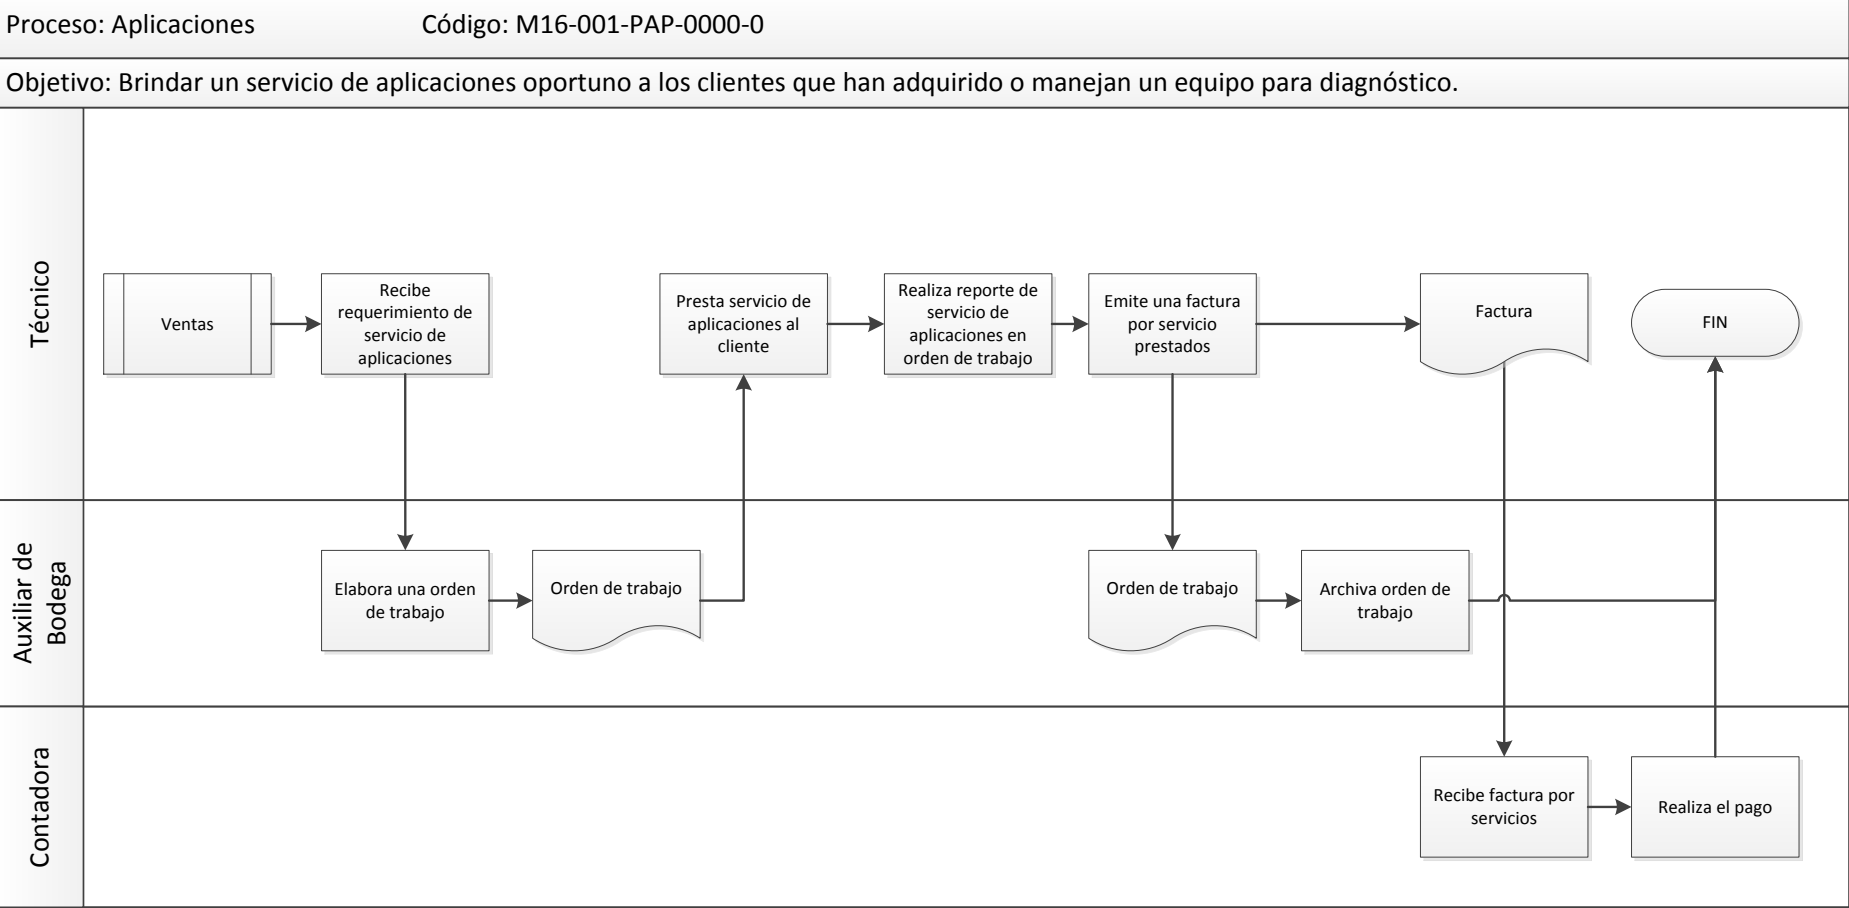 Proceso: Aplicaciones Código: M16-001-PAP-0000-0
Objetivo: Brindar un servicio de aplicaciones oportuno a los clientes que han adquirido o manejan un equipo para diagnóstico.
Técnico
Ventas
Recibe
requerimiento de
servicio de
aplicaciones
Presta servicio de
aplicaciones al
cliente
Realiza reporte de
servicio de
aplicaciones en
orden de trabajo
Emite una factura
por servicio
prestados
Factura
FIN
Auxiliar de
Bodega
Elabora una orden
de trabajo
Orden de trabajo
Orden de trabajo
Archiva orden de
trabajo
Contadora
Recibe factura por
servicios
Realiza el pago